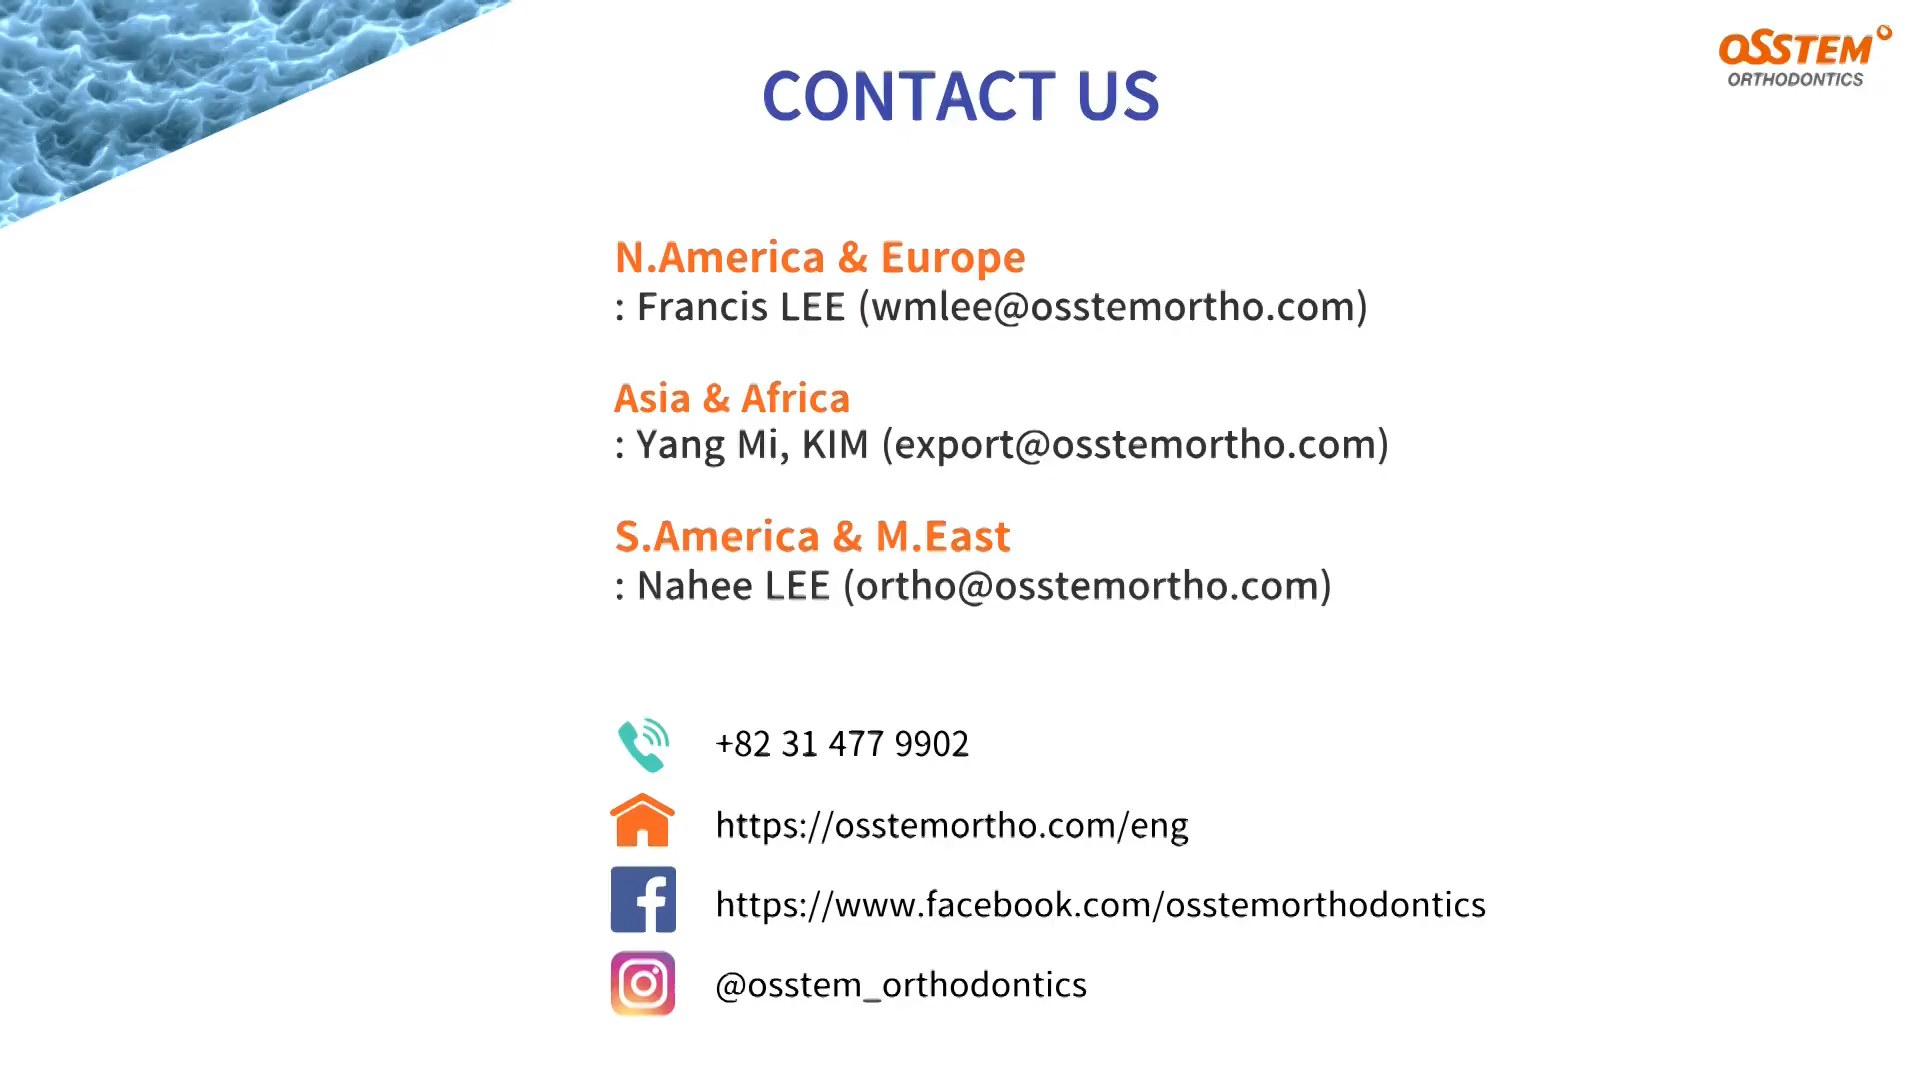 OSSTEM
ORTHODONTICS
CONTACT US
N.America & Europe
: Francis LEE (wmlee@osstemortho.com)
Asia & Africa
: Yang Mi, KIM (export@osstemortho.com)
S.America & M.East
: Nahee LEE (ortho@osstemortho.com)
+82 31 477 9902
https://osstemortho.com/eng
https://www.facebook.com/osstemorthodontics
@osstem_orthodontics